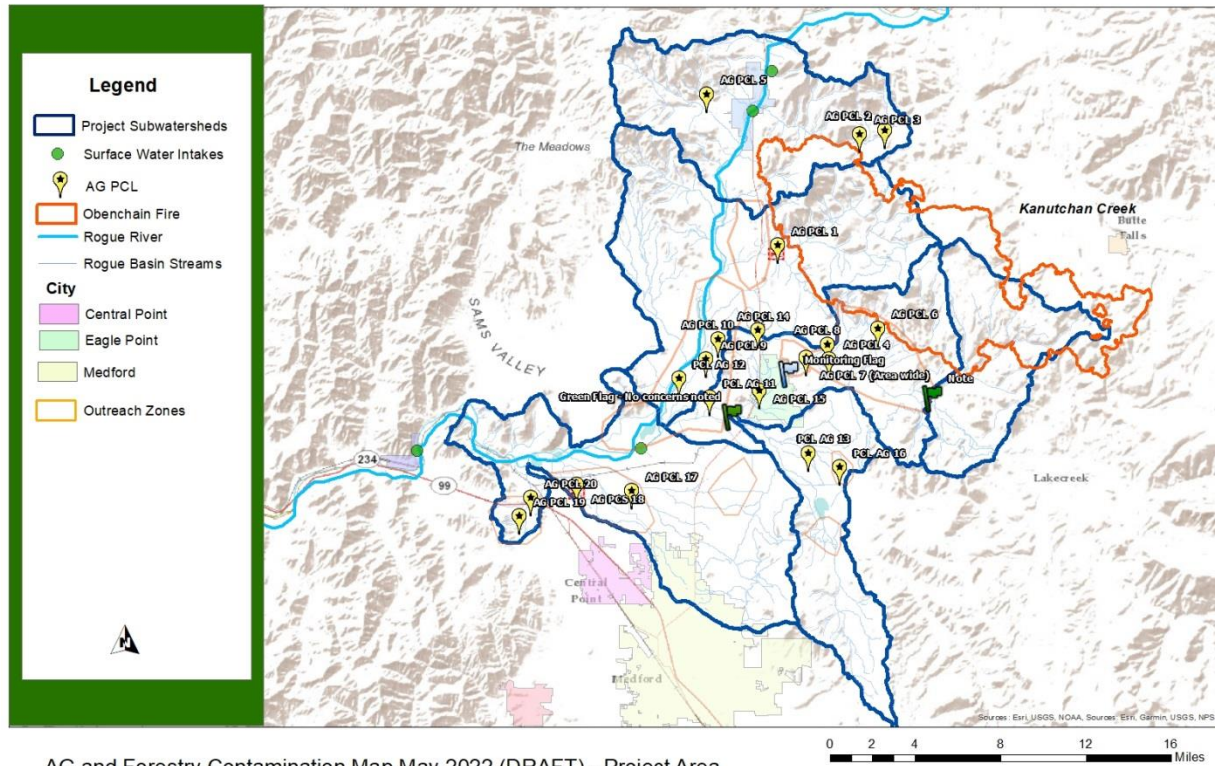 Legend
Project Subwatersheds
Surface Water Intakes
AG PCL
Obenchain Fire
Rogue River
Rogue Basin Streams
City
Central Point
Eagle Point
Medford
Outreach Zones
N
AG PCL 5
AG PCL 2
AG PCL 3
The Meadows
Kanutchan Creek
Butte
Falls
AG PCL 1
SAMS VALLEY
AG PCL 10
AG PCL 14
AG PCL 8
AG PCL 6
AG PCL 9
AG PCL 4
PCL AG 12
Monitoring Flag
AG PCL 7 (Area wide)
Note
Green Flag - No concerns noted
PCL AG 11
AG PCL 15
PCL AG 13
PCL AG 16
234
99
AG PCL 17
AG PCL 20
AG PCS 18
AG PCL 19
Lakecreek
Central
Point
Medford
Sources: Esri, USGS, NOAA, Sources: Esri, Garmin, USGS, NPS
0 2 4 8 12 16
Miles
AG and Forestry Contamination Map May 2022 (DRAFT) - Project Area